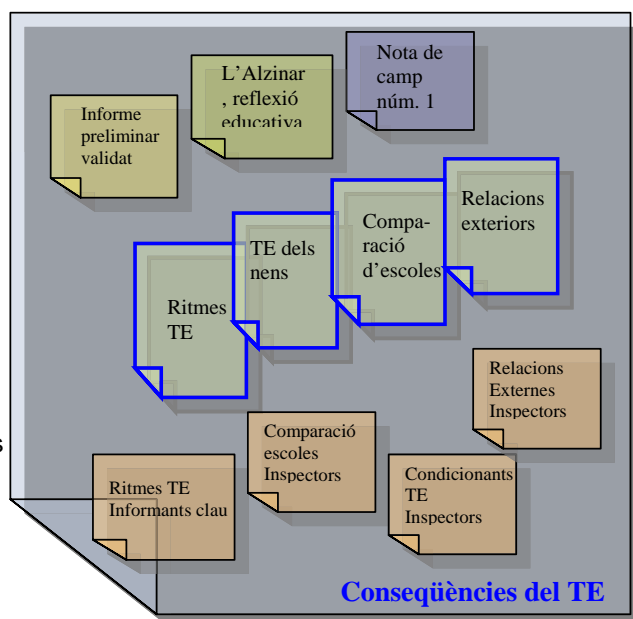 Nota de
camp
núm. 1
L'Alzinar
, reflexió
educativa
Informe
preliminar
validat
Relacions
exteriors
Compa-
ració
d'escoles
TE dels
nens
Ritmes
TE
Relacions
Externes
Inspectors
Comparació
escoles
Inspectors
Condicionants
TE
Inspectors
Ritmes TE
Informants clau
s
Conseqüències del TE